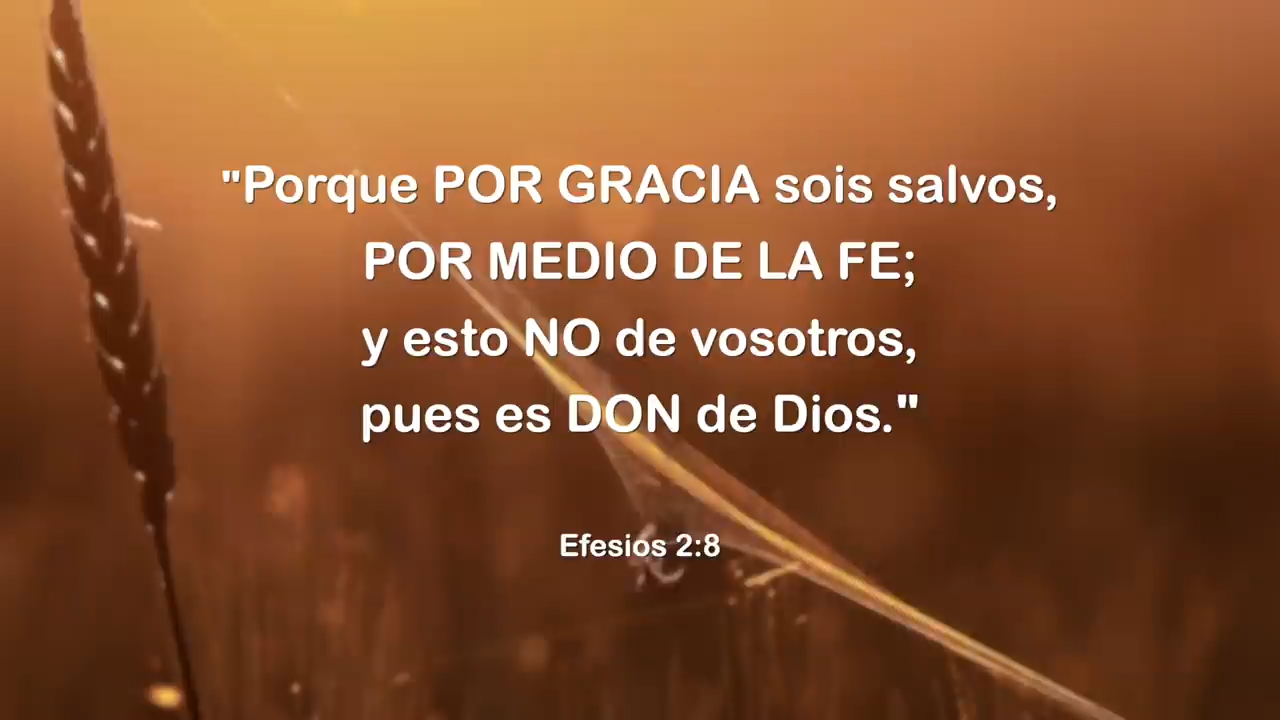 "Porque POR GRACIA sois salvos,
POR MEDIO DE LA FE;
y esto NO de vosotros,
pues es DON de Dios."
Efesios 2:8